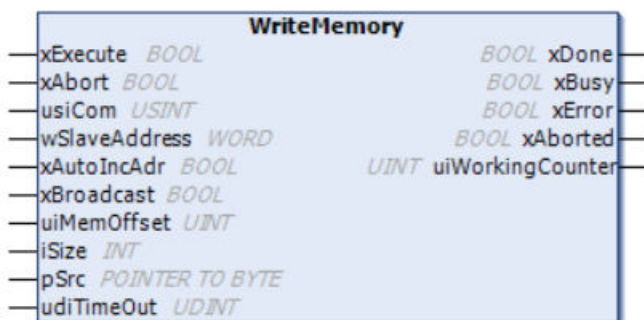 WriteMemory
xExecute BOOL BOOL xDone
xAbort BOOL BOOL xBusy
usiCom USINT BOOL xError
wSlaveAddress WORD BOOL xAborted
xAutoIncAdr BOOL UINT uiWorkingCounter
xBroadcast BOOL
uiMemOffset UINT
iSize INT
pSrc POINTER TO BYTE
udiTimeOut UDINT